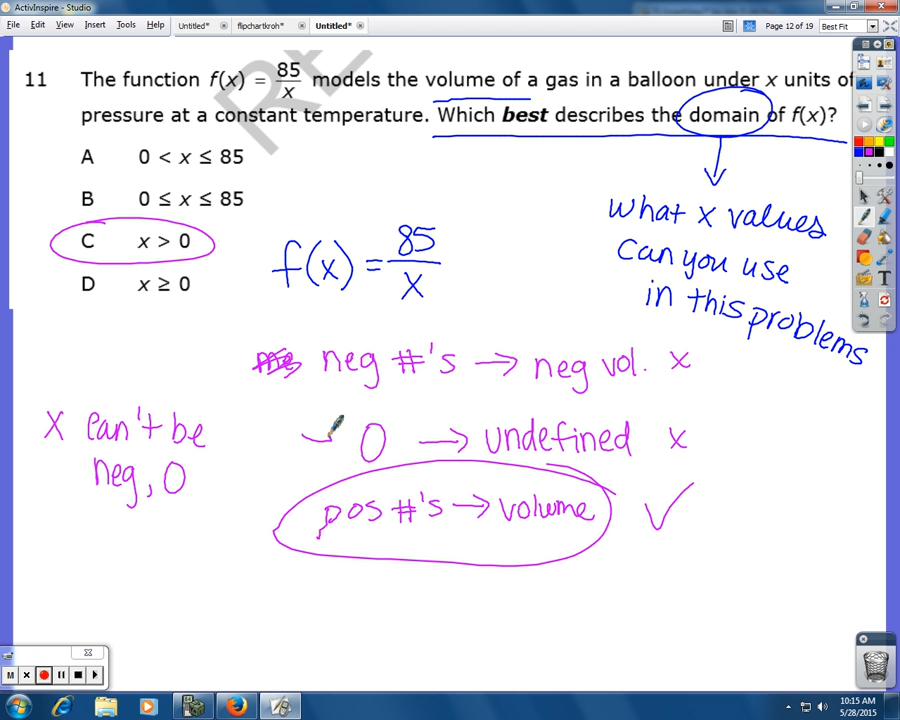 ActivInspire - Studio
File Edit View Insert Tools Help
Untitled* flipchartkroh* Untitled*
Page 12 of 19 Best Fit
11 The function f(x) = 85/x models the volume of a gas in a balloon under x units of
pressure at a constant temperature. Which best describes the domain of f(x)?
A 0 < x ≤ 85
B 0 ≤ x ≤ 85
C x > 0
D x ≥ 0
RE
f(x) = 85/x
what x values
can you use
in this problems
neg #'s → neg vol. x
X can't be
neg, 0
0 → undefined x
pos #'s → volume ✓
T
M
10:15 AM
5/28/2015